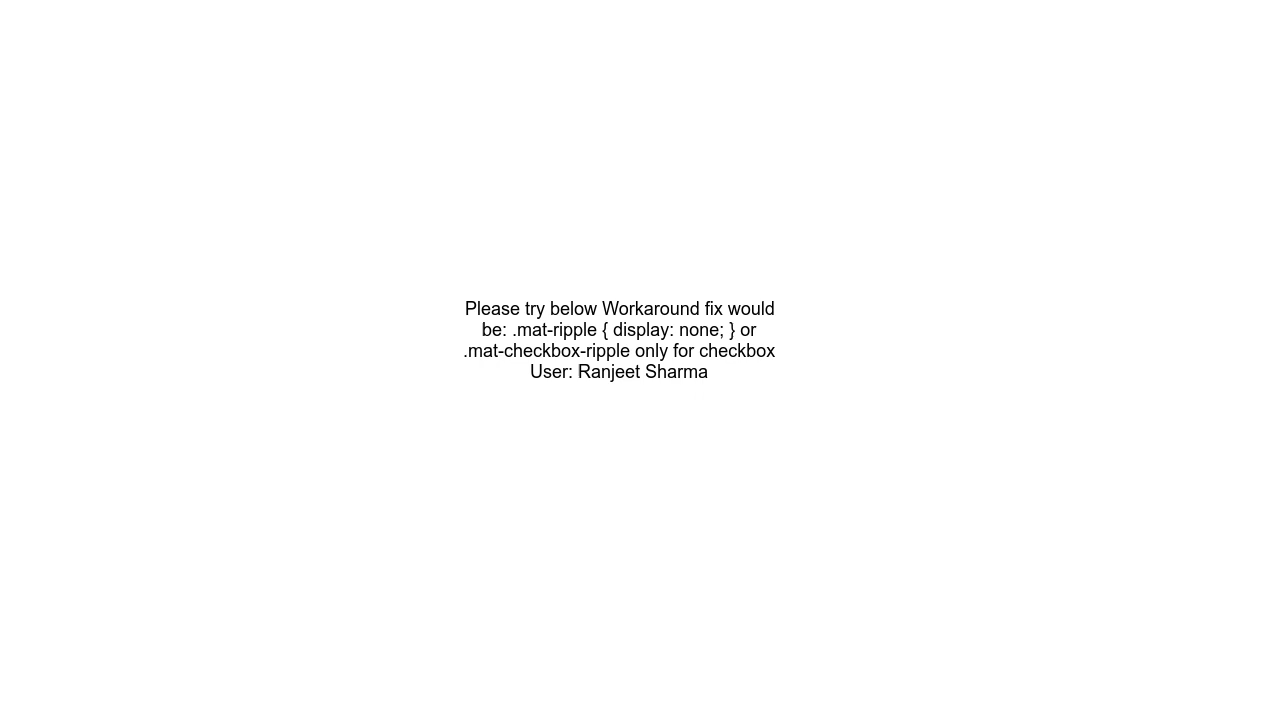 Please try below Workaround fix would
be: .mat-ripple { display: none; } or
.mat-checkbox-ripple only for checkbox
User: Ranjeet Sharma